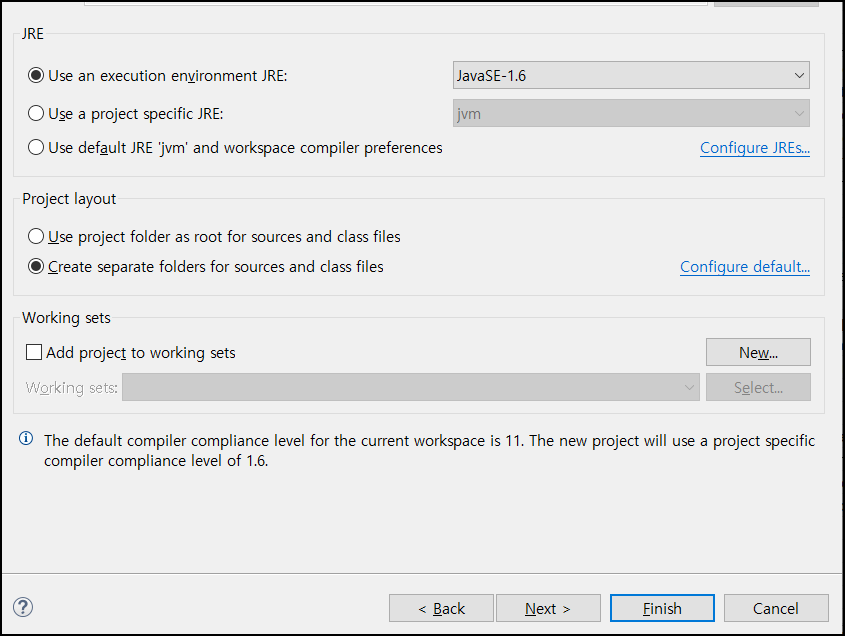 JRE
Use an execution environment JRE:
JavaSE-1.6
Use a project specific JRE:
jvm
Use default JRE 'jvm' and workspace compiler preferences
Configure JREs...
Project layout
Use project folder as root for sources and class files
Create separate folders for sources and class files
Configure default...
Working sets
Add project to working sets
New...
Working sets:
Select...
The default compiler compliance level for the current workspace is 11. The new project will use a project specific
compiler compliance level of 1.6.
?
< Back
Next >
Finish
Cancel